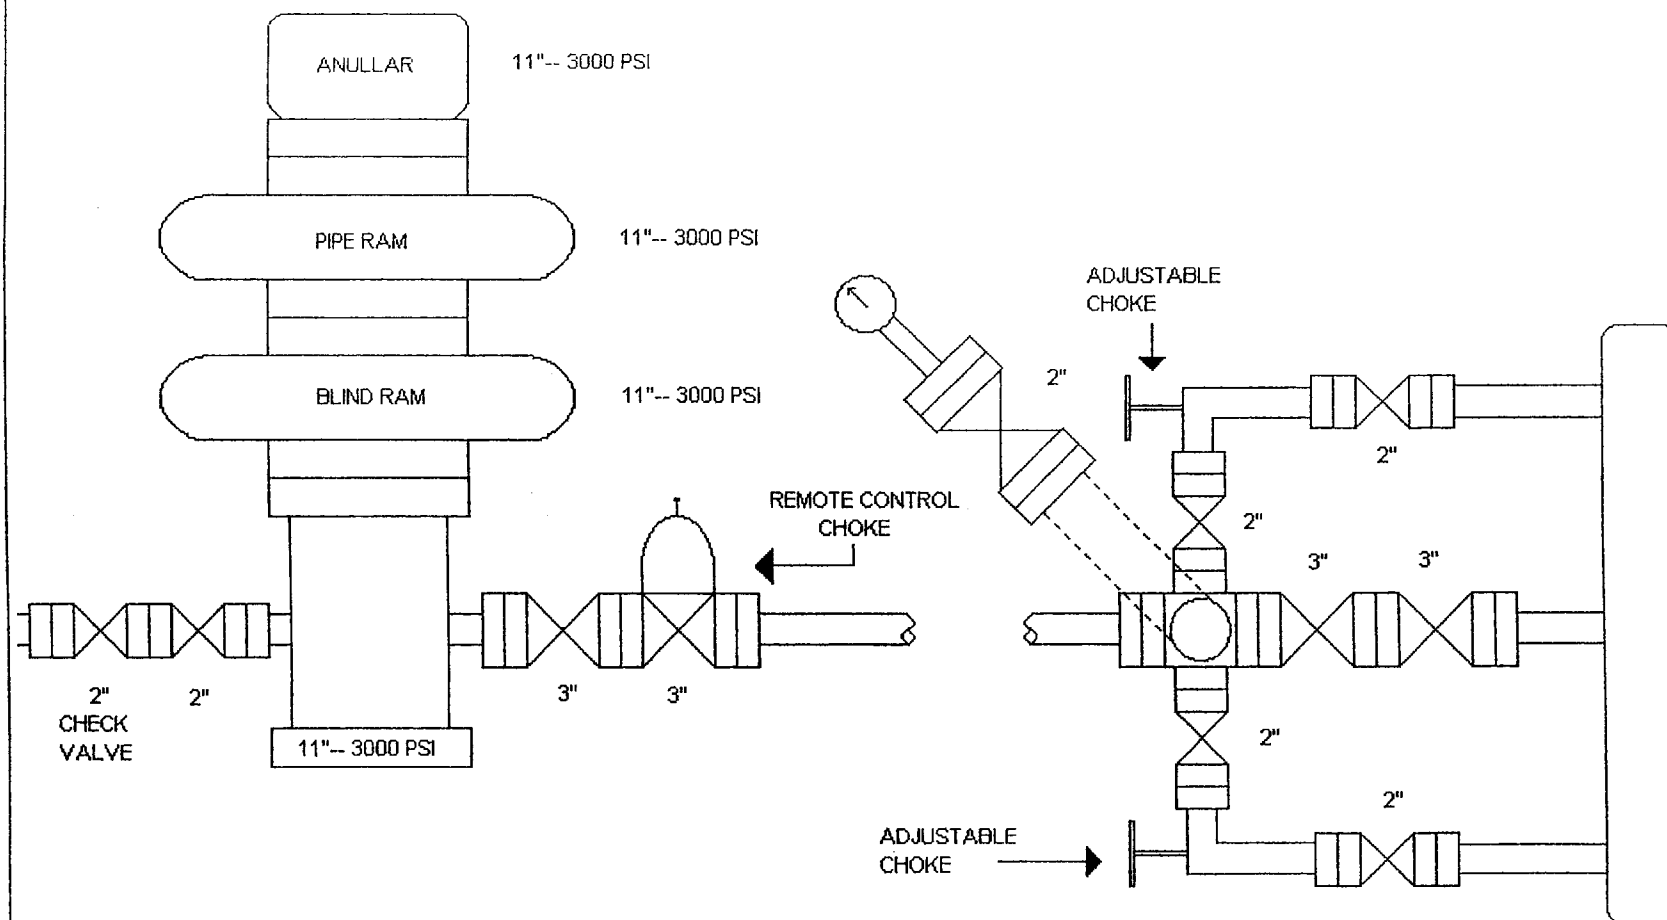 ANULLAR
11"-- 3000 PSI
PIPE RAM
11"-- 3000 PSI
ADJUSTABLE
CHOKE
2"
BLIND RAM
11"-- 3000 PSI
2"
REMOTE CONTROL
CHOKE
2"
3"
3"
2"
2"
3"
3"
CHECK
VALVE
2"
11"-- 3000 PSI
2"
ADJUSTABLE
CHOKE